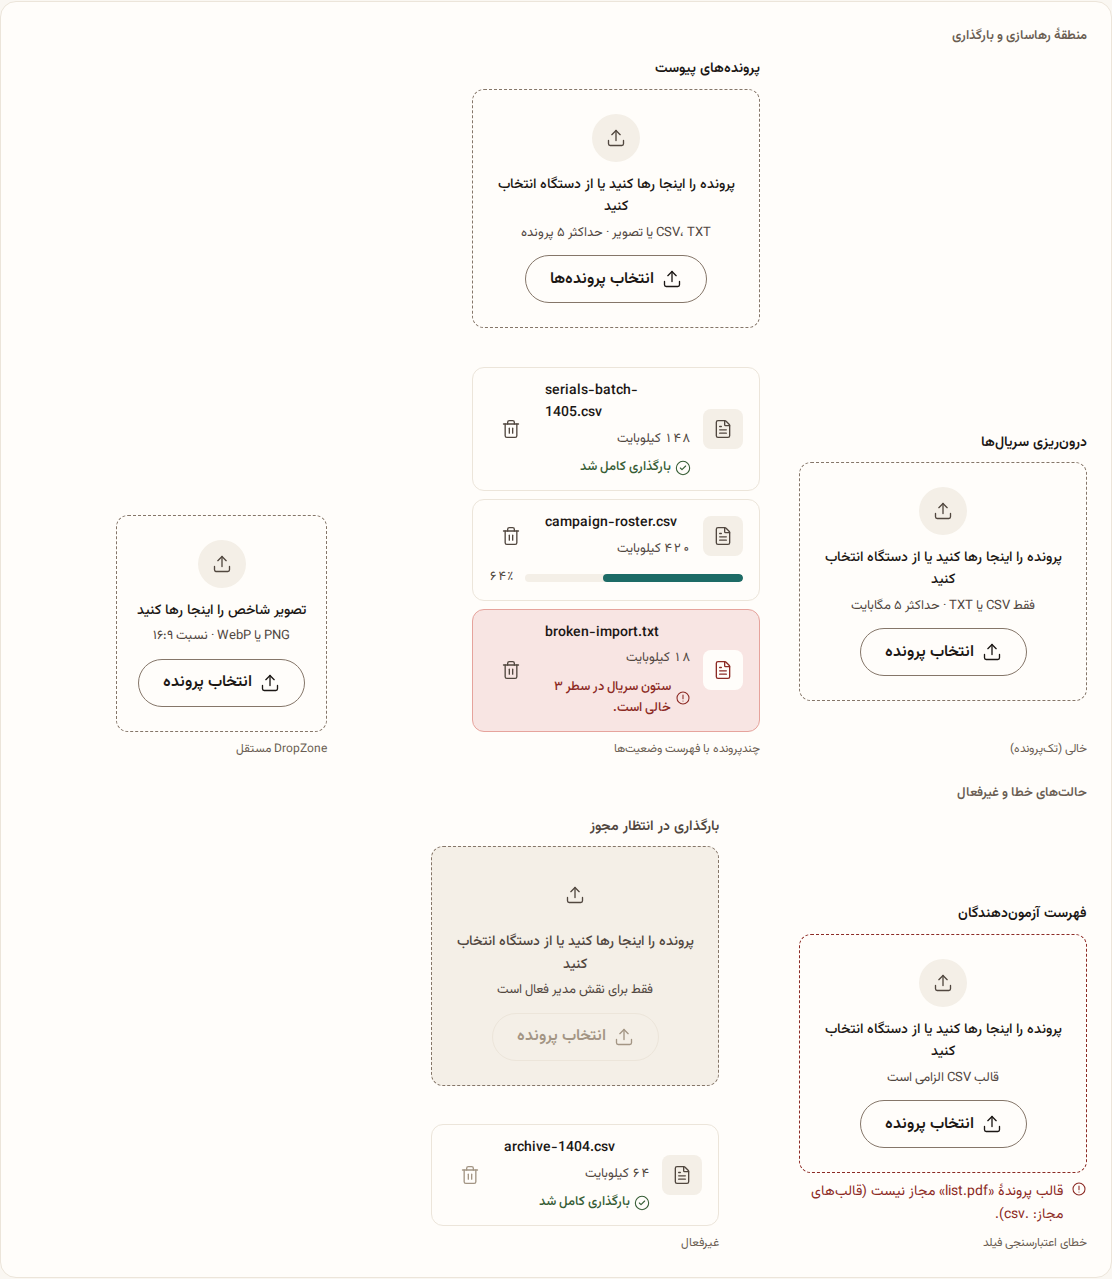 منطقهٔ رهاسازی و بارگذاری
درون‌ریزی سریال‌ها
پرونده را اینجا رها کنید یا از دستگاه انتخاب
کنید
فقط CSV یا TXT · حداکثر ۵ مگابایت
انتخاب پرونده
خالی (تک‌پرونده)
پرونده‌های پیوست
پرونده را اینجا رها کنید یا از دستگاه انتخاب
کنید
CSV، TXT یا تصویر · حداکثر ۵ پرونده
انتخاب پرونده‌ها
serials-batch-
1405.csv
۱۴۸ کیلوبایت
بارگذاری کامل شد
campaign-roster.csv
۴۲۰ کیلوبایت
۶۴٪
broken-import.txt
۱۸ کیلوبایت
ستون سریال در سطر ۳
خالی است.
چندپرونده با فهرست وضعیت‌ها
تصویر شاخص را اینجا رها کنید
PNG یا WebP · نسبت ۱۶:۹
انتخاب پرونده
DropZone مستقل
حالت‌های خطا و غیرفعال
فهرست آزمون‌دهندگان
پرونده را اینجا رها کنید یا از دستگاه انتخاب
کنید
قالب CSV الزامی است
انتخاب پرونده
قالب پروندهٔ «list.pdf» مجاز نیست (قالب‌های
مجاز: .csv).
خطای اعتبارسنجی فیلد
بارگذاری در انتظار مجوز
پرونده را اینجا رها کنید یا از دستگاه انتخاب
کنید
فقط برای نقش مدیر فعال است
انتخاب پرونده
archive-1404.csv
۶۴ کیلوبایت
بارگذاری کامل شد
غیرفعال